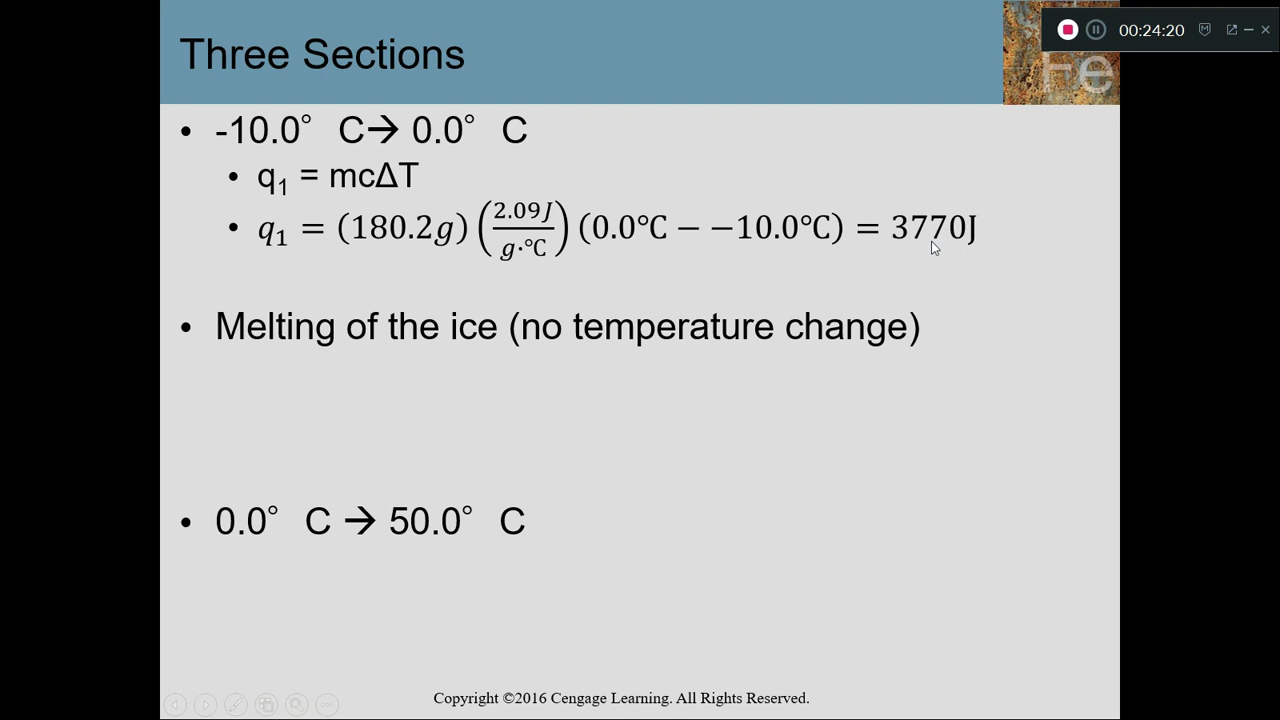 Three Sections
00:24:20
Fe
• -10.0° C→ 0.0° C
• q₁ = mcΔT
• q₁ = (180.2g) (2.09J / g·℃) (0.0℃ − −10.0℃) = 3770J
• Melting of the ice (no temperature change)
• 0.0° C → 50.0° C
Copyright ©2016 Cengage Learning. All Rights Reserved.